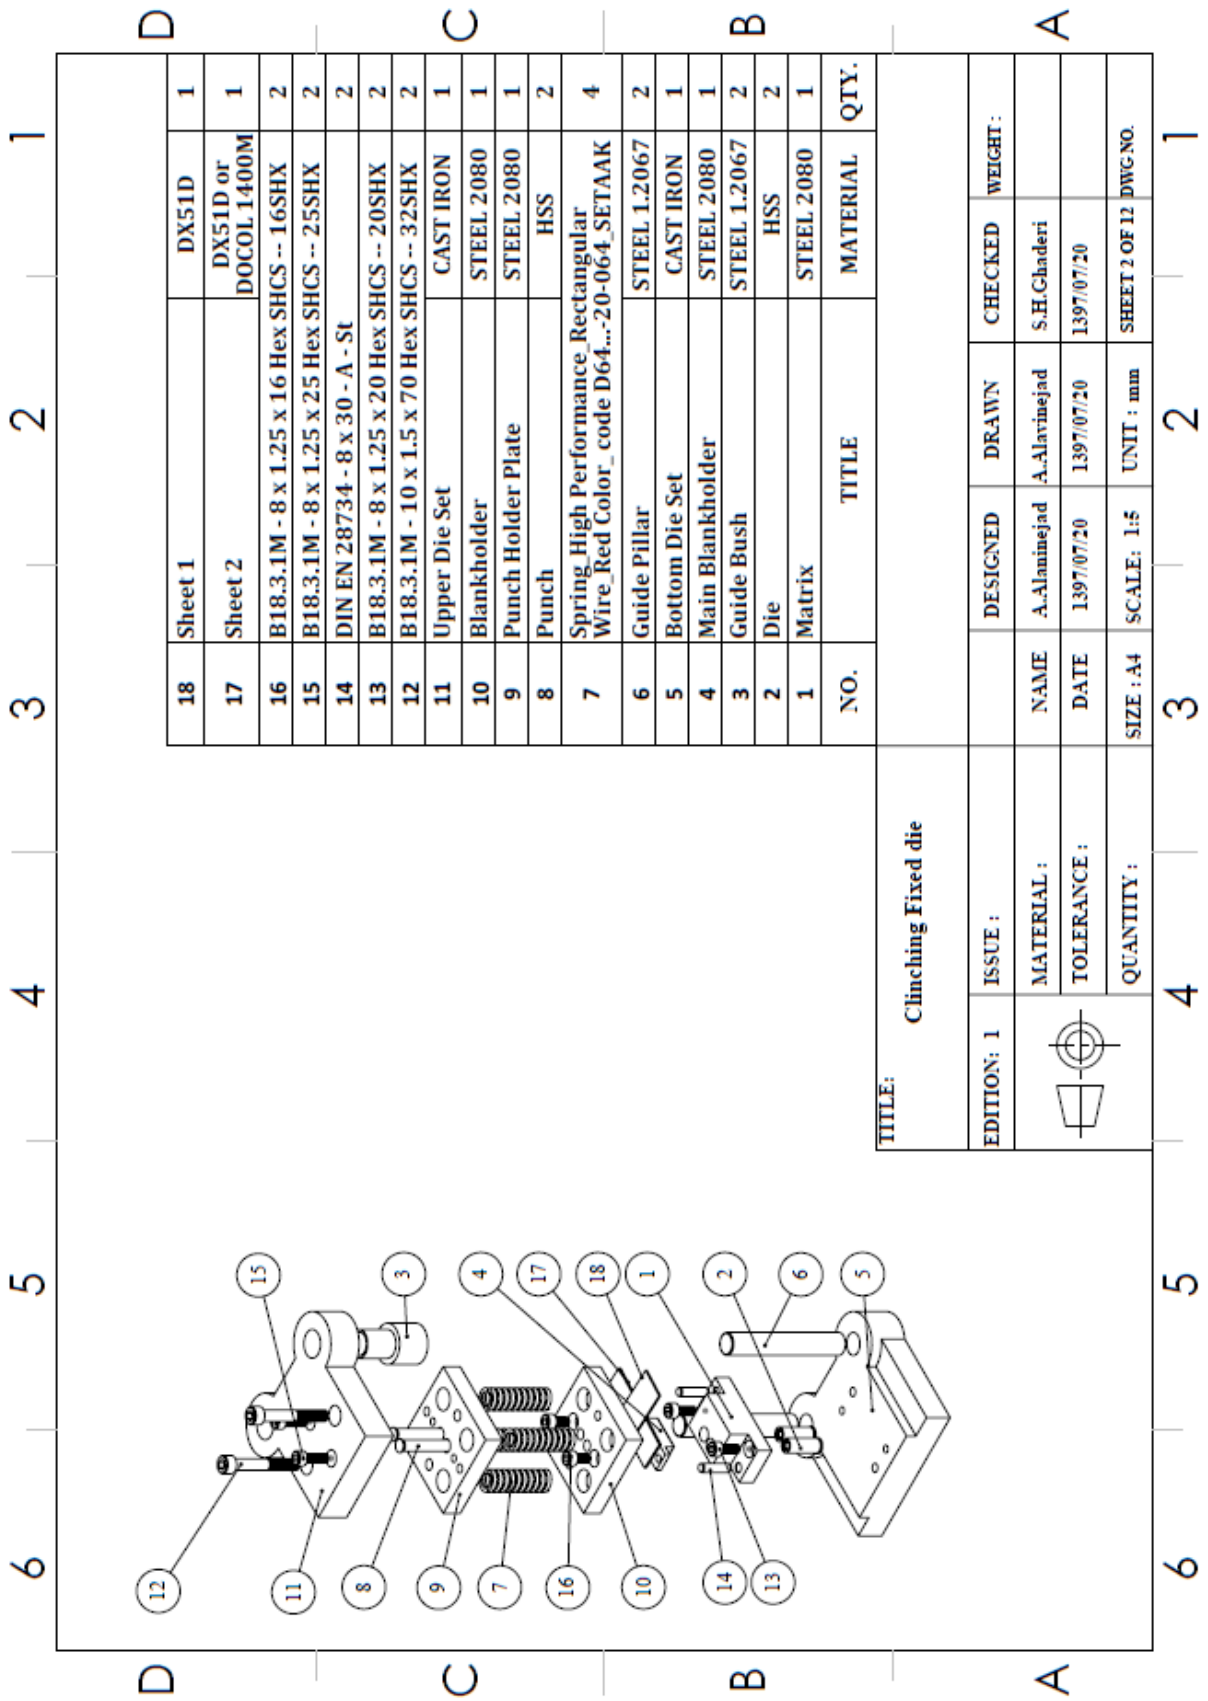 6 5 4 3 2 1
D
C
B
A
12
15
11
3
8
9
4
7
17
16
18
10
1
14
2
13
6
5
18 Sheet 1 DX51D 1
17 Sheet 2 DX51D or
DOCOL 1400M 1
16 B18.3.1M - 8 x 1.25 x 16 Hex SHCS -- 16SHX 2
15 B18.3.1M - 8 x 1.25 x 25 Hex SHCS -- 25SHX 2
14 DIN EN 28734 - 8 x 30 - A - St 2
13 B18.3.1M - 8 x 1.25 x 20 Hex SHCS -- 20SHX 2
12 B18.3.1M - 10 x 1.5 x 70 Hex SHCS -- 32SHX 2
11 Upper Die Set CAST IRON 1
10 Blankholder STEEL 2080 1
9 Punch Holder Plate STEEL 2080 1
8 Punch HSS 2
7 Spring_High Performance_Rectangular
Wire_Red Color_ code D64...-20-064_SETAAK 4
6 Guide Pillar STEEL 1.2067 2
5 Bottom Die Set CAST IRON 1
4 Main Blankholder STEEL 2080 1
3 Guide Bush STEEL 1.2067 2
2 Die HSS 2
1 Matrix STEEL 2080 1
NO. TITLE MATERIAL QTY.
TITLE:
Clinching Fixed die
EDITION: 1 ISSUE : DESIGNED DRAWN CHECKED WEIGHT :
MATERIAL : NAME A.Alaminejad A.Alavinejad S.H.Ghaderi
TOLERANCE : DATE 1397/07/20 1397/07/20 1397/07/20
QUANTITY : SIZE : A4 SCALE: 1:5 UNIT : mm SHEET 2 OF 12 DWG NO.
D
C
B
A
6 5 4 3 2 1